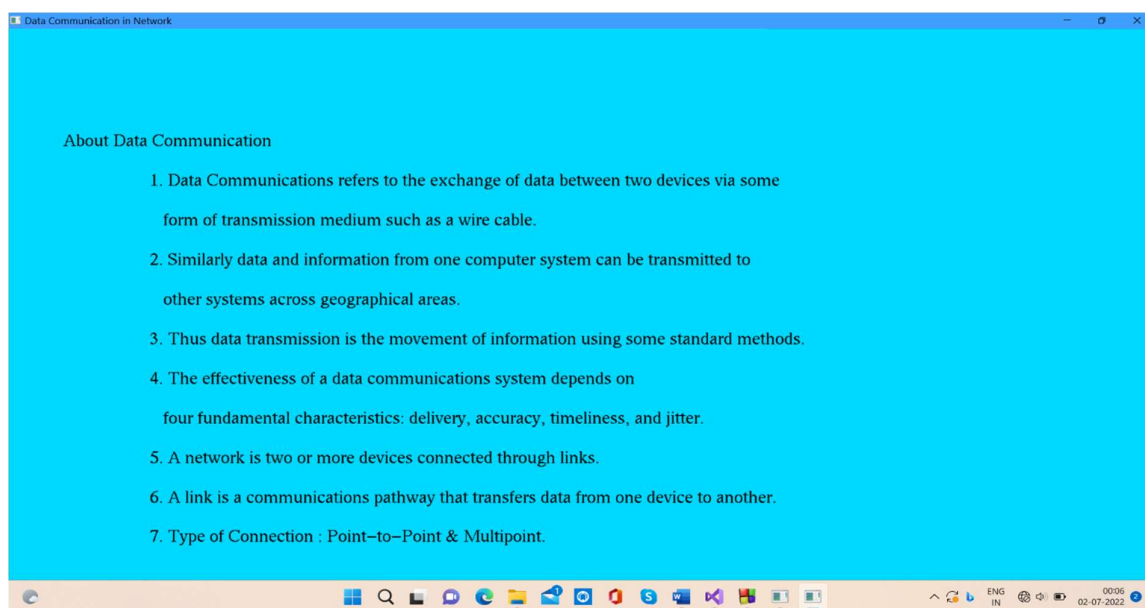 Data Communication in Network
About Data Communication
1. Data Communications refers to the exchange of data between two devices via some
form of transmission medium such as a wire cable.
2. Similarly data and information from one computer system can be transmitted to
other systems across geographical areas.
3. Thus data transmission is the movement of information using some standard methods.
4. The effectiveness of a data communications system depends on
four fundamental characteristics: delivery, accuracy, timeliness, and jitter.
5. A network is two or more devices connected through links.
6. A link is a communications pathway that transfers data from one device to another.
7. Type of Connection : Point-to-Point & Multipoint.
ENG 00:06
IN 02-07-2022 2